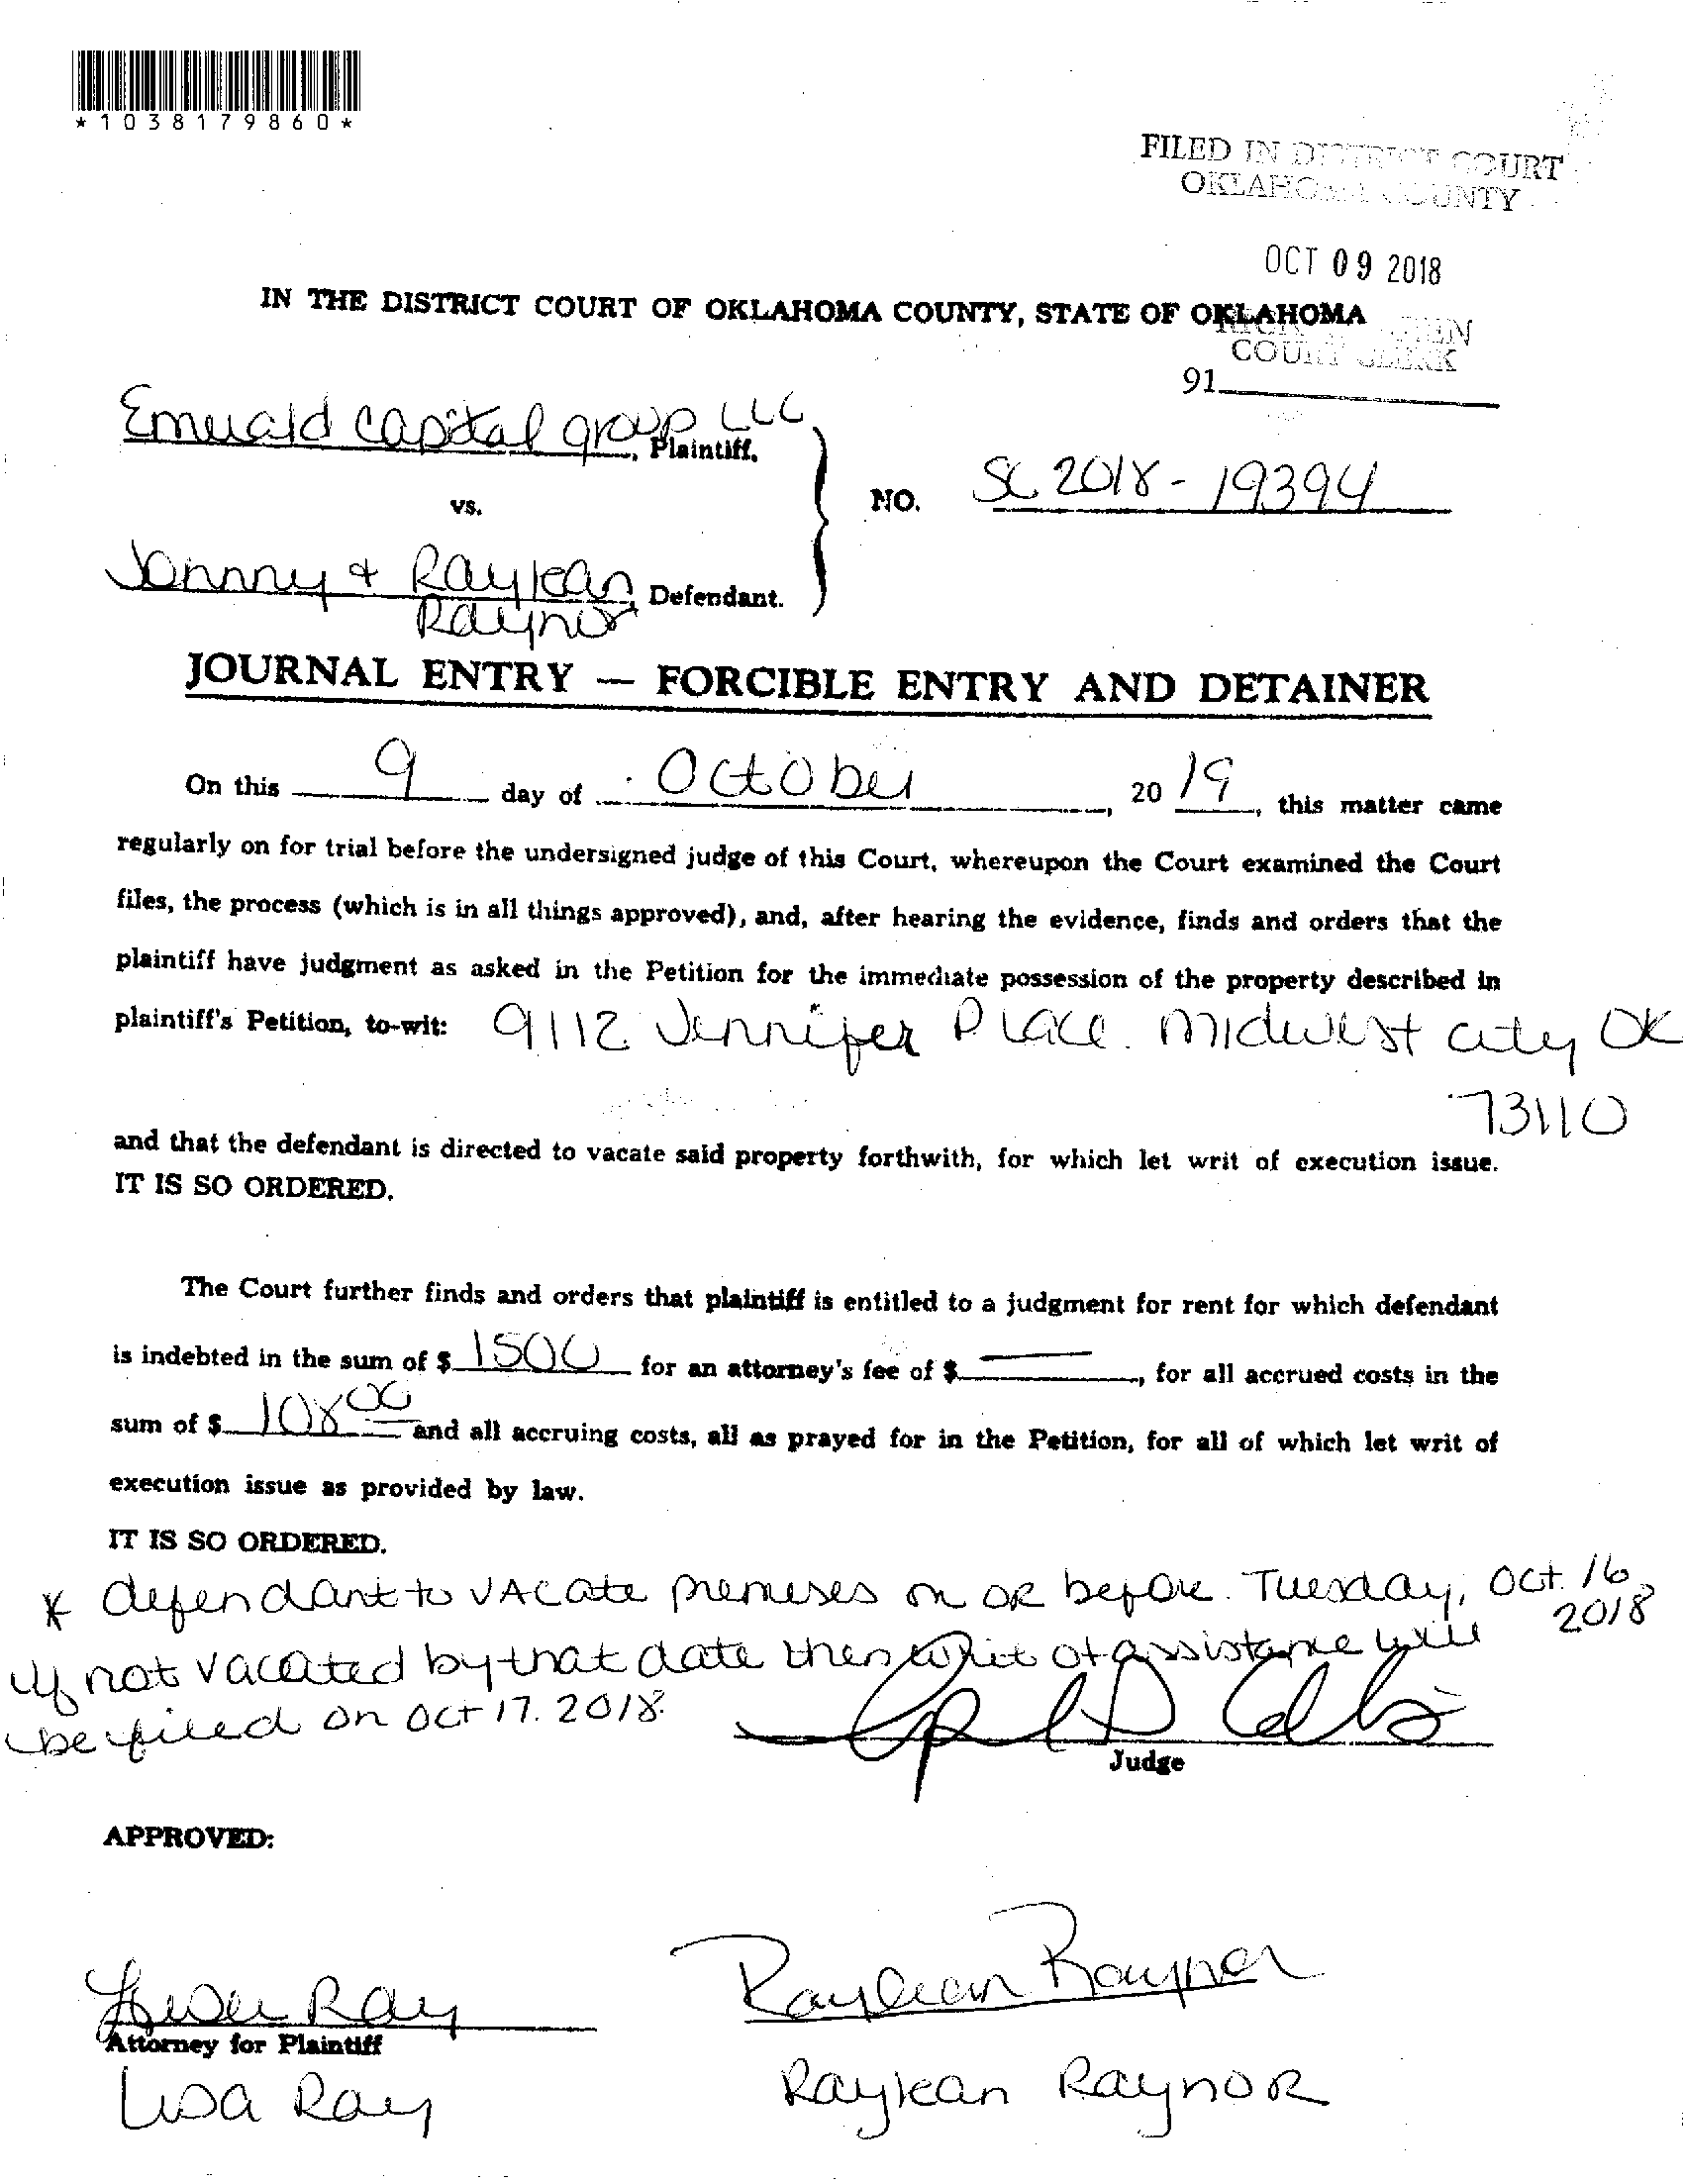 *1038179860*
FILED IN DISTRICT COURT
OKLAHOMA COUNTY
OCT 09 2018
IN THE DISTRICT COURT OF OKLAHOMA COUNTY, STATE OF OKLAHOMA
COURT CLERK
91
Emerald Capital group LLC
, Plaintiff,
vs.
NO. SC 2018-19394
Jonnny + Raylean
Raynor
, Defendant.
JOURNAL ENTRY — FORCIBLE ENTRY AND DETAINER
On this 9 day of October, 2019, this matter came
regularly on for trial before the undersigned judge of this Court, whereupon the Court examined the Court
files, the process (which is in all things approved), and, after hearing the evidence, finds and orders that the
plaintiff have judgment as asked in the Petition for the immediate possession of the property described in
plaintiff's Petition, to-wit: 9112 Jennifer Place. Midwest City OK
73110
and that the defendant is directed to vacate said property forthwith, for which let writ of execution issue.
IT IS SO ORDERED.
The Court further finds and orders that plaintiff is entitled to a judgment for rent for which defendant
is indebted in the sum of $ 1500 for an attorney's fee of $ —, for all accrued costs in the
sum of $ 108 00 and all accruing costs, all as prayed for in the Petition, for all of which let writ of
execution issue as provided by law.
IT IS SO ORDERED.
* defendant to VACate premises on OR before Tuesday, Oct. 16,
2018
if not vacated by that date then writ of assistance will
be filed on Oct 17. 2018.
Judge
APPROVED:
Lisa Ray
Raylean Raynor
Attorney for Plaintiff
Lisa Ray
Raylean RaynoR